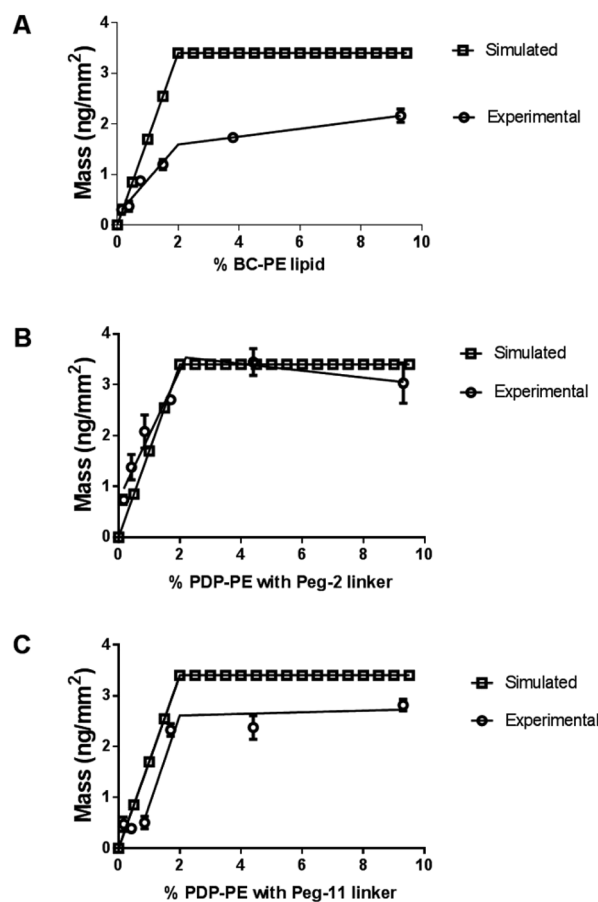 A
Mass (ng/mm²)
4
3
2
1
0
0 2 4 6 8 10
% BC-PE lipid
Simulated
Experimental
B
Mass (ng/mm²)
4
3
2
1
0
0 2 4 6 8 10
% PDP-PE with Peg-2 linker
Simulated
Experimental
C
Mass (ng/mm²)
4
3
2
1
0
0 2 4 6 8 10
% PDP-PE with Peg-11 linker
Simulated
Experimental